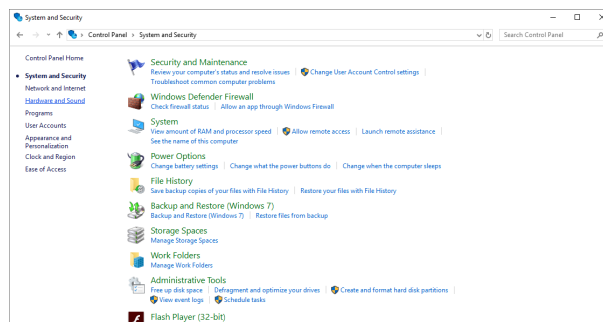 System and Security
Control Panel > System and Security
Search Control Panel
Control Panel Home
System and Security
Network and Internet
Hardware and Sound
Programs
User Accounts
Appearance and
Personalization
Clock and Region
Ease of Access
Security and Maintenance
Review your computer's status and resolve issues | Change User Account Control settings |
Troubleshoot common computer problems
Windows Defender Firewall
Check firewall status | Allow an app through Windows Firewall
System
View amount of RAM and processor speed | Allow remote access | Launch remote assistance |
See the name of this computer
Power Options
Change battery settings | Change what the power buttons do | Change when the computer sleeps
File History
Save backup copies of your files with File History | Restore your files with File History
Backup and Restore (Windows 7)
Backup and Restore (Windows 7) | Restore files from backup
Storage Spaces
Manage Storage Spaces
Work Folders
Manage Work Folders
Administrative Tools
Free up disk space | Defragment and optimize your drives | Create and format hard disk partitions |
View event logs | Schedule tasks
Flash Player (32-bit)